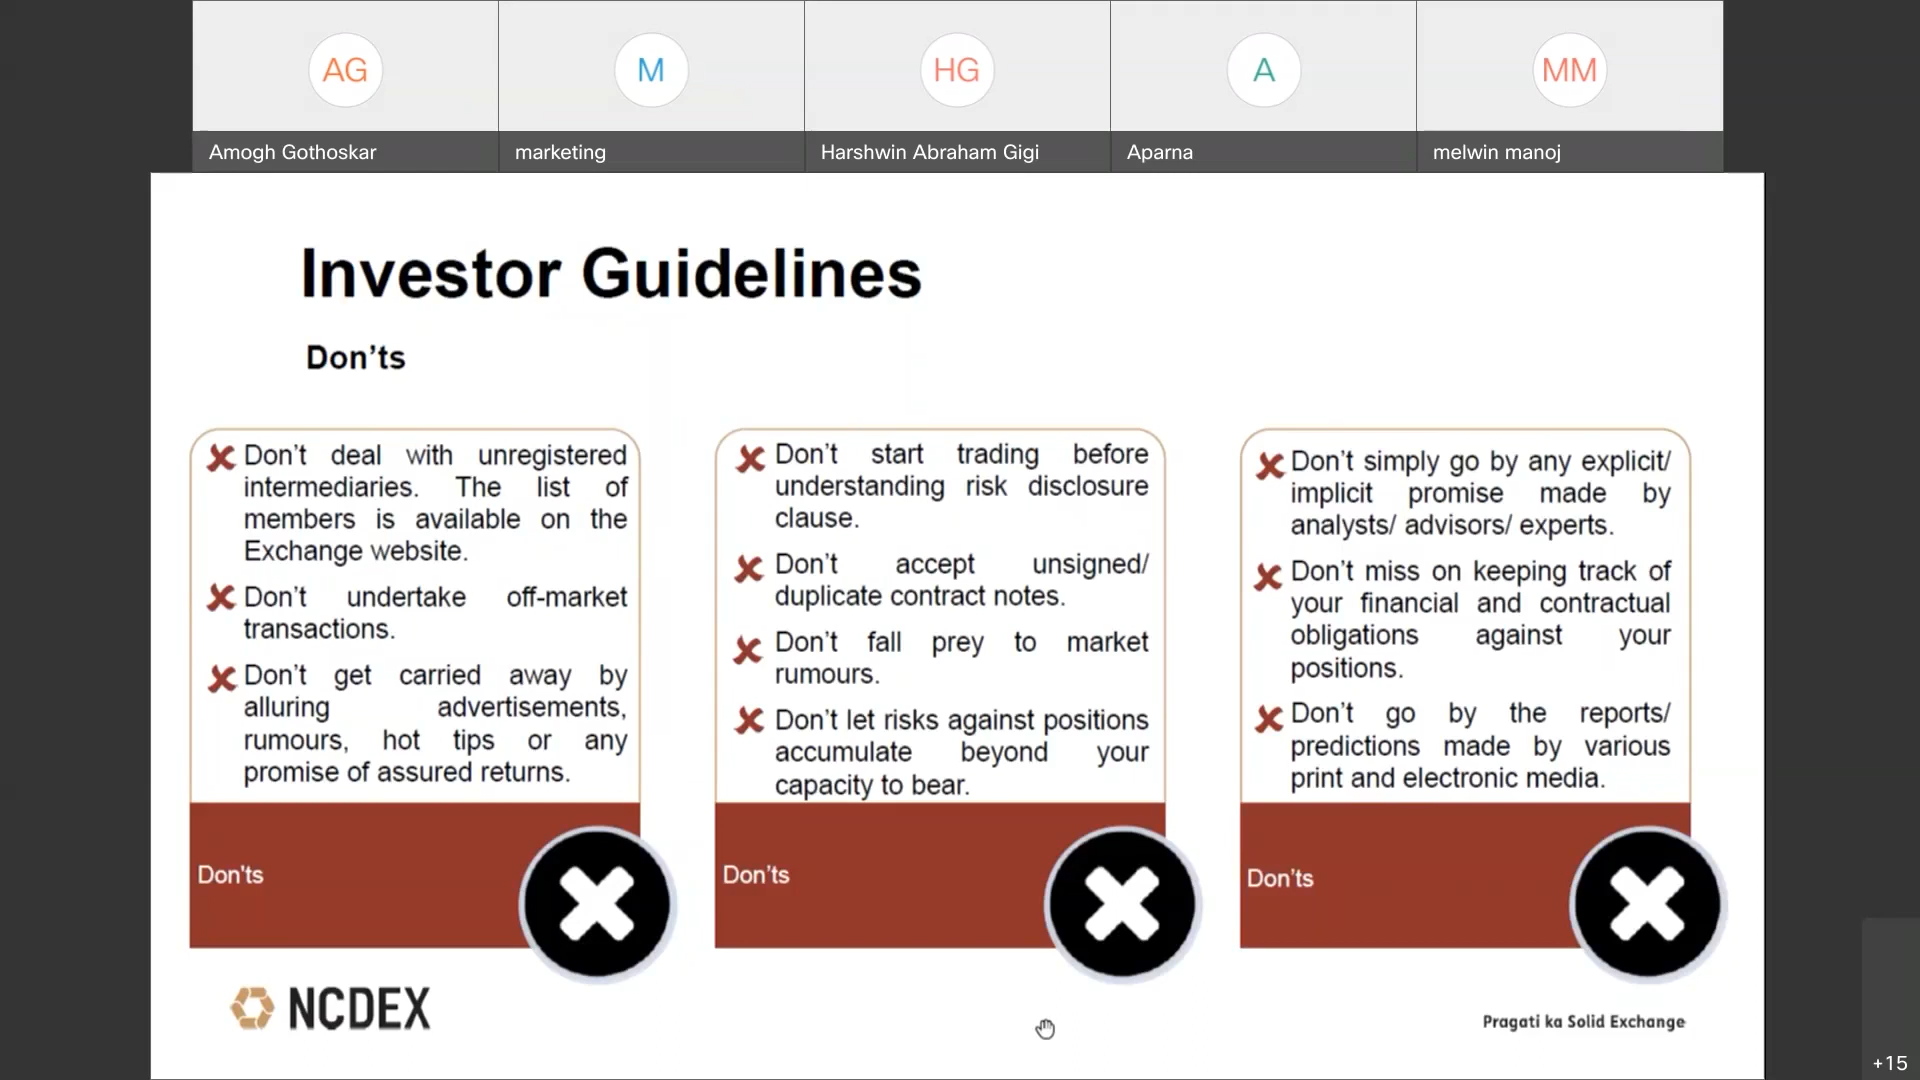 AG
M
HG
A
MM
Amogh Gothoskar
marketing
Harshwin Abraham Gigi
Aparna
melwin manoj
Investor Guidelines
Don’ts
Don’t deal with unregistered
intermediaries. The list of
members is available on the
Exchange website.
Don’t undertake off-market
transactions.
Don’t get carried away by
alluring advertisements,
rumours, hot tips or any
promise of assured returns.
Don'ts
Don’t start trading before
understanding risk disclosure
clause.
Don’t accept unsigned/
duplicate contract notes.
Don’t fall prey to market
rumours.
Don’t let risks against positions
accumulate beyond your
capacity to bear.
Don’ts
Don’t simply go by any explicit/
implicit promise made by
analysts/ advisors/ experts.
Don’t miss on keeping track of
your financial and contractual
obligations against your
positions.
Don’t go by the reports/
predictions made by various
print and electronic media.
Don’ts
NCDEX
Pragati ka Solid Exchange
+15